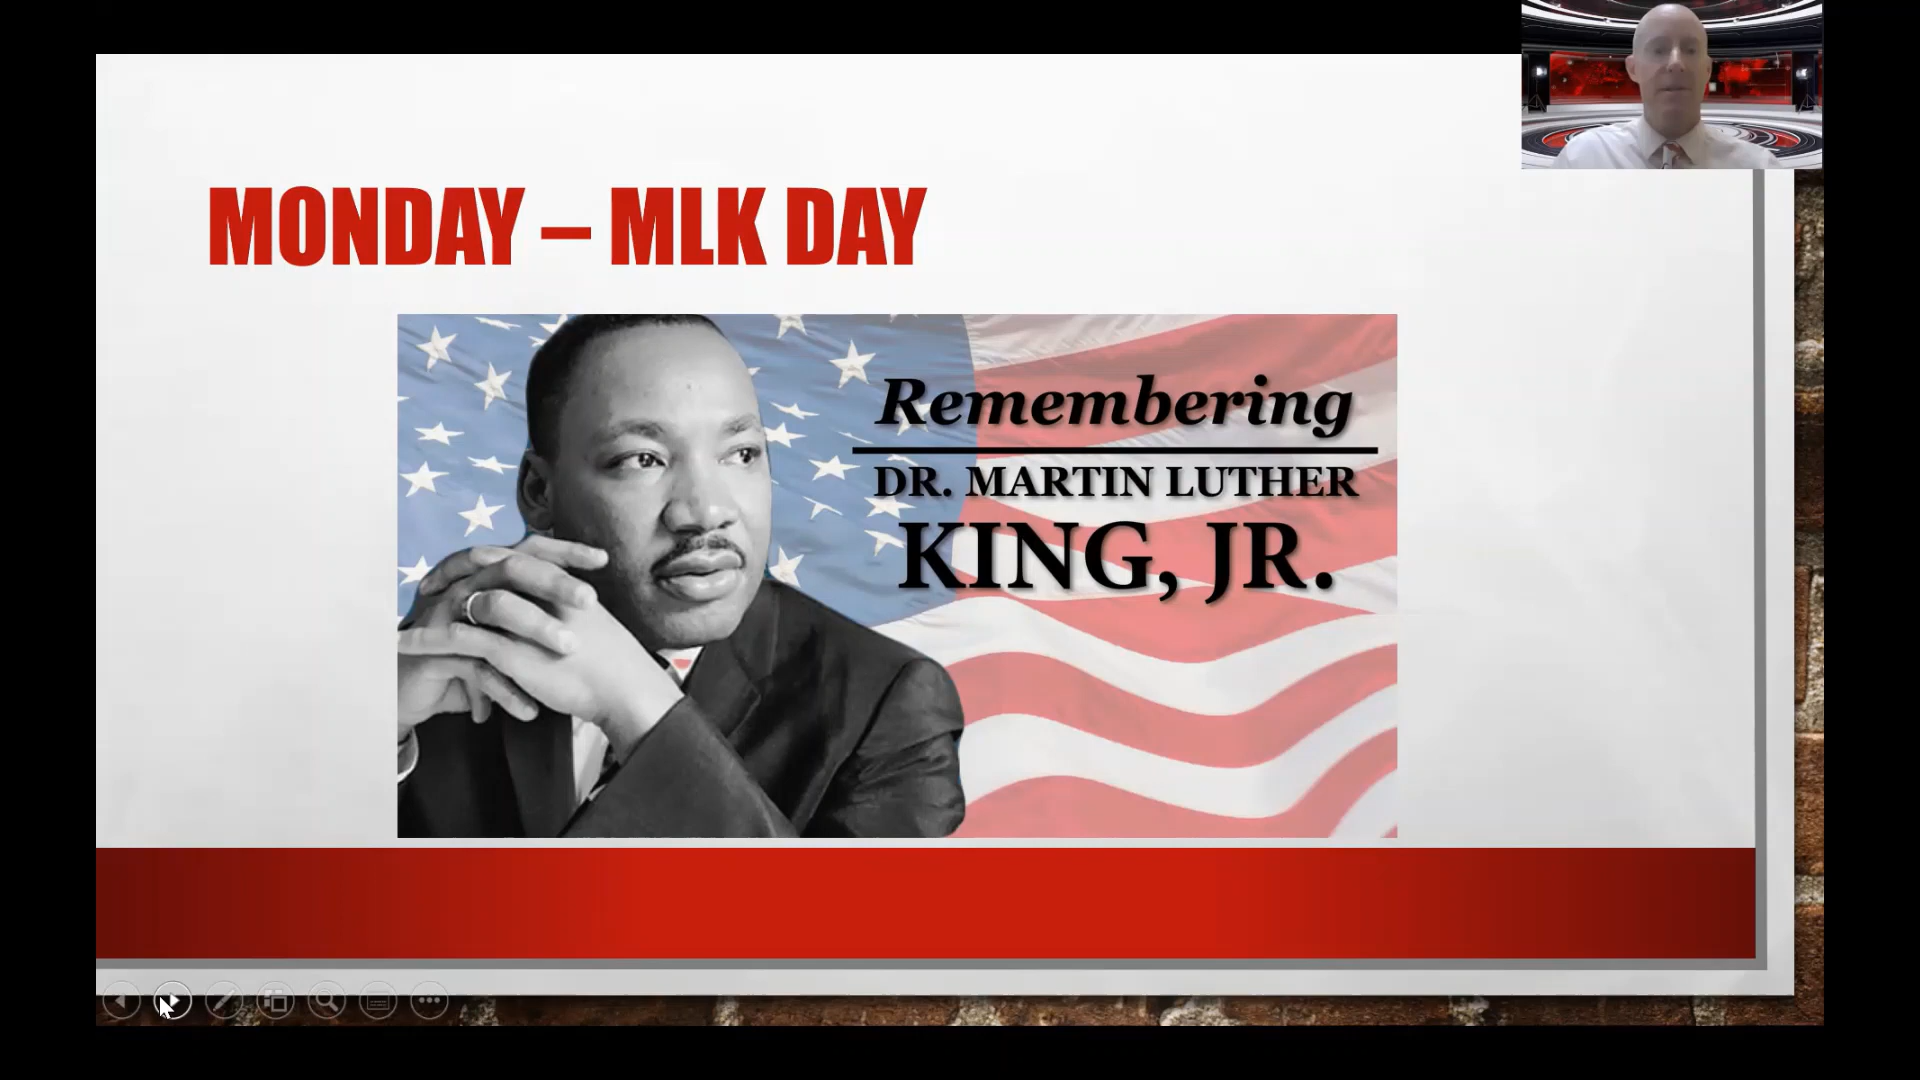 MONDAY – MLK DAY
Remembering
DR. MARTIN LUTHER
KING, JR.